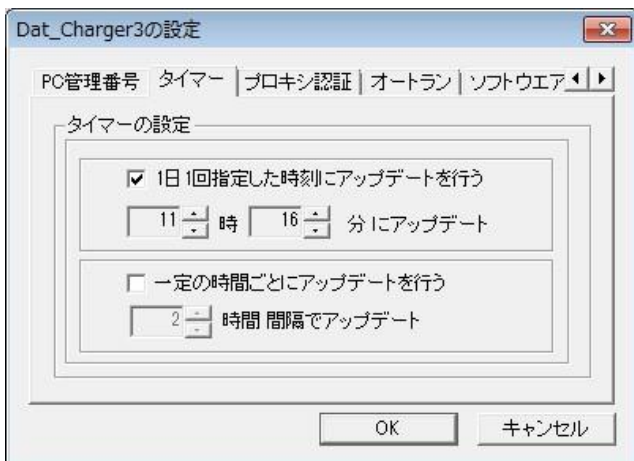 Dat_Charger3の設定
PC管理番号 タイマー プロキシ認証 オートラン ソフトウエア
タイマーの設定
1日1回指定した時刻にアップデートを行う
11 時 16 分 にアップデート
一定の時間ごとにアップデートを行う
2 時間 間隔でアップデート
OK キャンセル